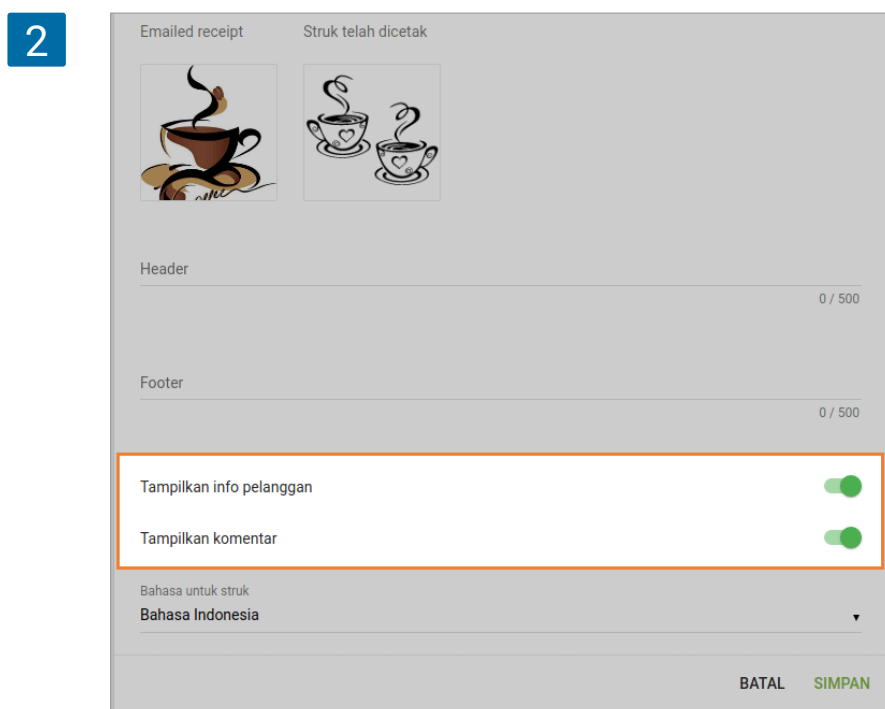 2
Emailed receipt Struk telah dicetak
Header
0 / 500
Footer
0 / 500
Tampilkan info pelanggan
Tampilkan komentar
Bahasa untuk struk
Bahasa Indonesia
BATAL SIMPAN